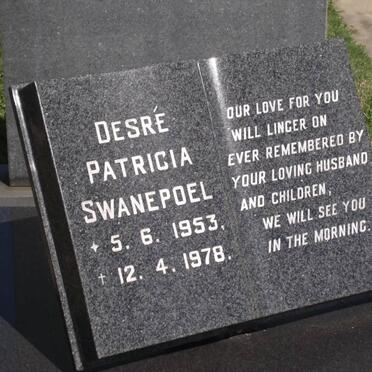 DESRÉ
PATRICIA
SWANEPOEL
✦ 5. 6. 1953.
✝ 12. 4. 1978.
OUR LOVE FOR YOU
WILL LINGER ON
EVER REMEMBERED BY
YOUR LOVING HUSBAND
AND CHILDREN,
WE WILL SEE YOU
IN THE MORNING.